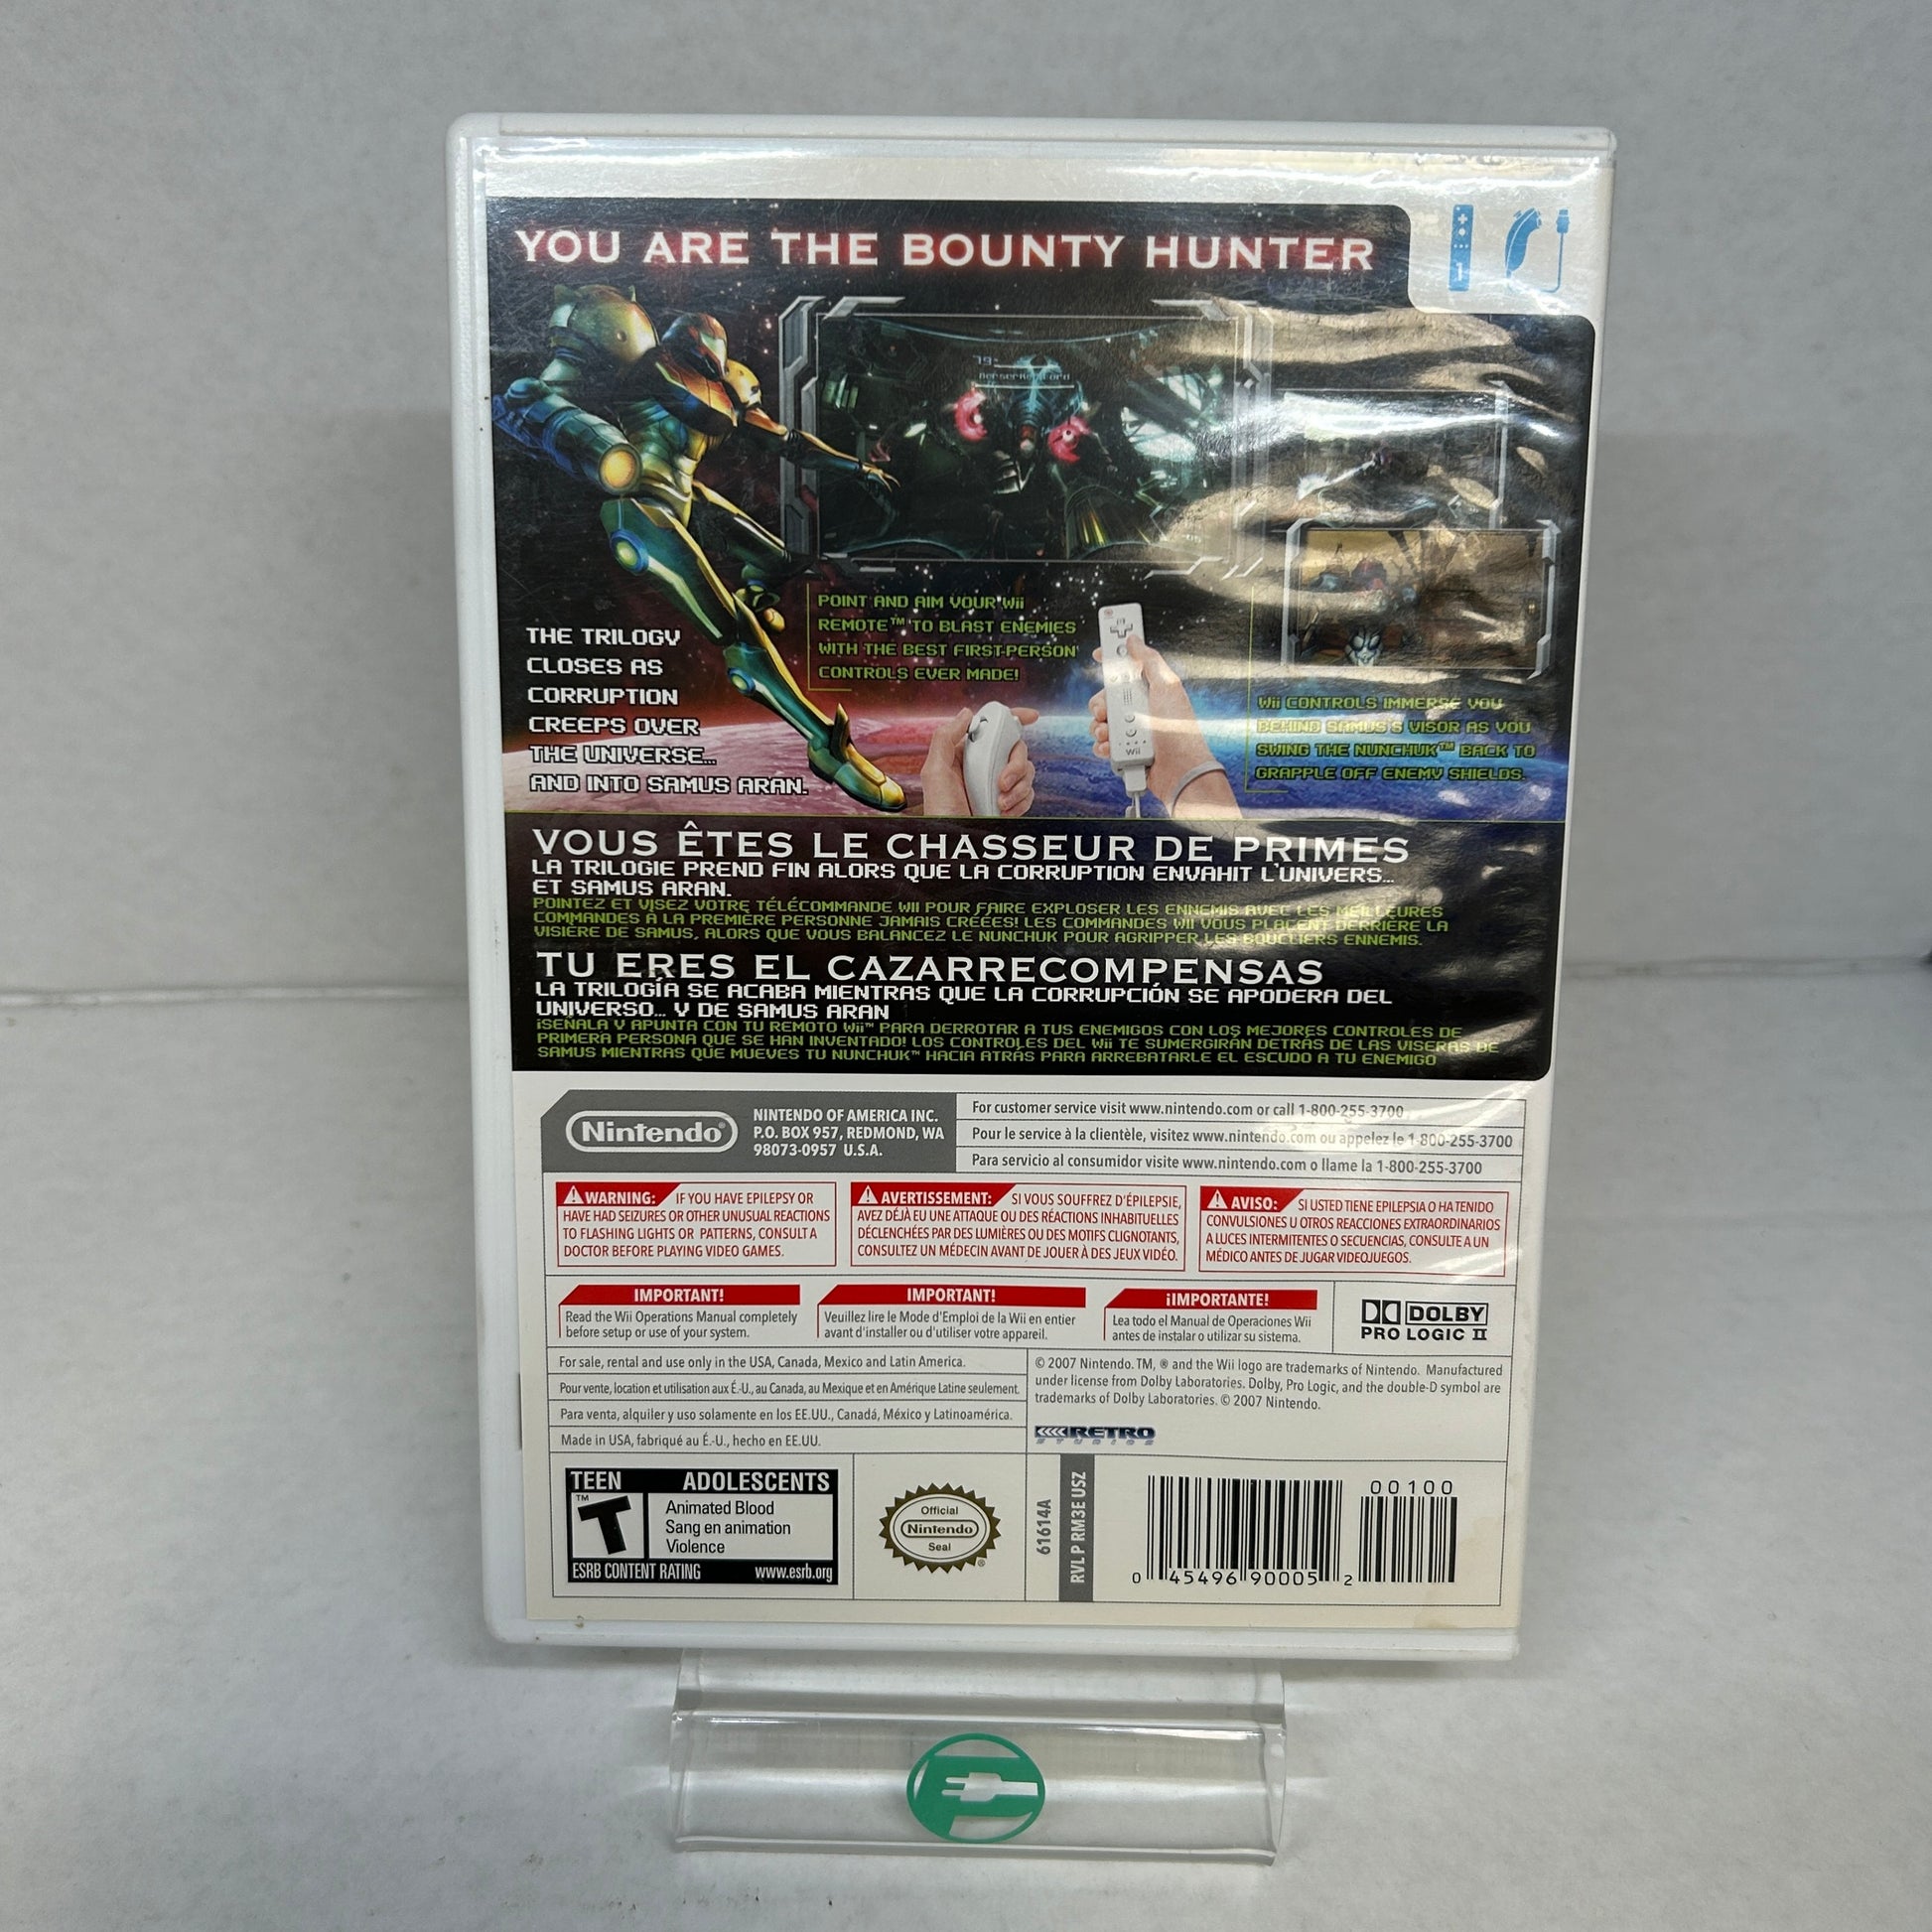 YOU ARE THE BOUNTY HUNTER
1
79
Berserker Lord
THE TRILOGY
CLOSES AS
CORRUPTION
CREEPS OVER
THE UNIVERSE...
AND INTO SAMUS ARAN.
POINT AND AIM YOUR Wii
REMOTE™ TO BLAST ENEMIES
WITH THE BEST FIRST-PERSON
CONTROLS EVER MADE!
Wii
Wii CONTROLS IMMERSE YOU
BEHIND SAMUS'S VISOR AS YOU
SWING THE NUNCHUK™ BACK TO
GRAPPLE OFF ENEMY SHIELDS.
VOUS ÊTES LE CHASSEUR DE PRIMES
LA TRILOGIE PREND FIN ALORS QUE LA CORRUPTION ENVAHIT L'UNIVERS...
ET SAMUS ARAN.
POINTEZ ET VISEZ VOTRE TÉLÉCOMMANDE WII POUR FAIRE EXPLOSER LES ENNEMIS AVEC LES MEILLEURES
COMMANDES À LA PREMIÈRE PERSONNE JAMAIS CRÉÉES! LES COMMANDES WII VOUS PLACENT DERRIÈRE LA
VISIÈRE DE SAMUS, ALORS QUE VOUS BALANCEZ LE NUNCHUK POUR AGRIPPER LES BOUCLIERS ENNEMIS.
TU ERES EL CAZARRECOMPENSAS
LA TRILOGÍA SE ACABA MIENTRAS QUE LA CORRUPCIÓN SE APODERA DEL
UNIVERSO... Y DE SAMUS ARAN
¡SEÑALA Y APUNTA CON TU REMOTO Wii™ PARA DERROTAR A TUS ENEMIGOS CON LOS MEJORES CONTROLES DE
PRIMERA PERSONA QUE SE HAN INVENTADO! LOS CONTROLES DEL Wii TE SUMERGIRÁN DETRÁS DE LAS VISERAS DE
SAMUS MIENTRAS QUE MUEVES TU NUNCHUK™ HACIA ATRÁS PARA ARREBATARLE EL ESCUDO A TU ENEMIGO
Nintendo®
NINTENDO OF AMERICA INC.
P.O. BOX 957, REDMOND, WA
98073-0957 U.S.A.
For customer service visit www.nintendo.com or call 1-800-255-3700
Pour le service à la clientèle, visitez www.nintendo.com ou appelez le 1-800-255-3700
Para servicio al consumidor visite www.nintendo.com o llame la 1-800-255-3700
WARNING: IF YOU HAVE EPILEPSY OR
HAVE HAD SEIZURES OR OTHER UNUSUAL REACTIONS
TO FLASHING LIGHTS OR PATTERNS, CONSULT A
DOCTOR BEFORE PLAYING VIDEO GAMES.
AVERTISSEMENT: SI VOUS SOUFFREZ D'ÉPILEPSIE,
AVEZ DÉJÀ EU UNE ATTAQUE OU DES RÉACTIONS INHABITUELLES
DÉCLENCHÉES PAR DES LUMIÈRES OU DES MOTIFS CLIGNOTANTS,
CONSULTEZ UN MÉDECIN AVANT DE JOUER À DES JEUX VIDÉO.
AVISO: SI USTED TIENE EPILEPSIA O HA TENIDO
CONVULSIONES U OTROS REACCIONES EXTRAORDINARIOS
A LUCES INTERMITENTES O SECUENCIAS, CONSULTE A UN
MÉDICO ANTES DE JUGAR VIDEOJUEGOS.
IMPORTANT!
Read the Wii Operations Manual completely
before setup or use of your system.
IMPORTANT!
Veuillez lire le Mode d'Emploi de la Wii en entier
avant d'installer ou d'utiliser votre appareil.
¡IMPORTANTE!
Lea todo el Manual de Operaciones Wii
antes de instalar o utilizar su sistema.
DOLBY
PRO LOGIC II
For sale, rental and use only in the USA, Canada, Mexico and Latin America.
Pour vente, location et utilisation aux É.-U., au Canada, au Mexique et en Amérique Latine seulement.
Para venta, alquiler y uso solamente en los EE.UU., Canadá, México y Latinoamérica.
Made in USA, fabriqué au É.-U., hecho en EE.UU.
© 2007 Nintendo. TM, ® and the Wii logo are trademarks of Nintendo. Manufactured
under license from Dolby Laboratories. Dolby, Pro Logic, and the double-D symbol are
trademarks of Dolby Laboratories. © 2007 Nintendo.
RETRO
STUDIOS
TEEN ADOLESCENTS
T™
Animated Blood
Sang en animation
Violence
ESRB CONTENT RATING www.esrb.org
Official
Nintendo
Seal
®
61614A
RVL P RM3E USZ
00100
0 45496 90005 2